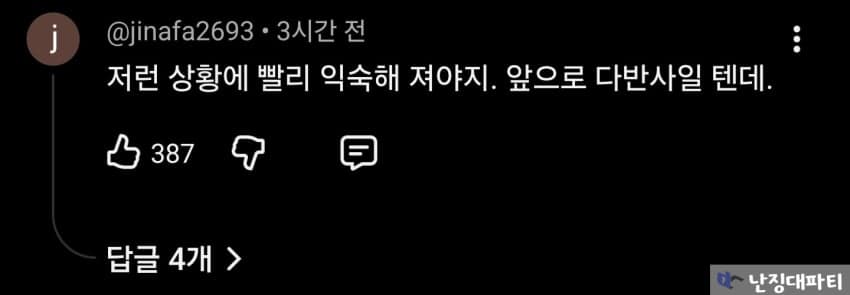 j
@jinafa2693 • 3시간 전
저런 상황에 빨리 익숙해 져야지. 앞으로 다반사일 텐데.
387
답글 4개 >
난징대파티